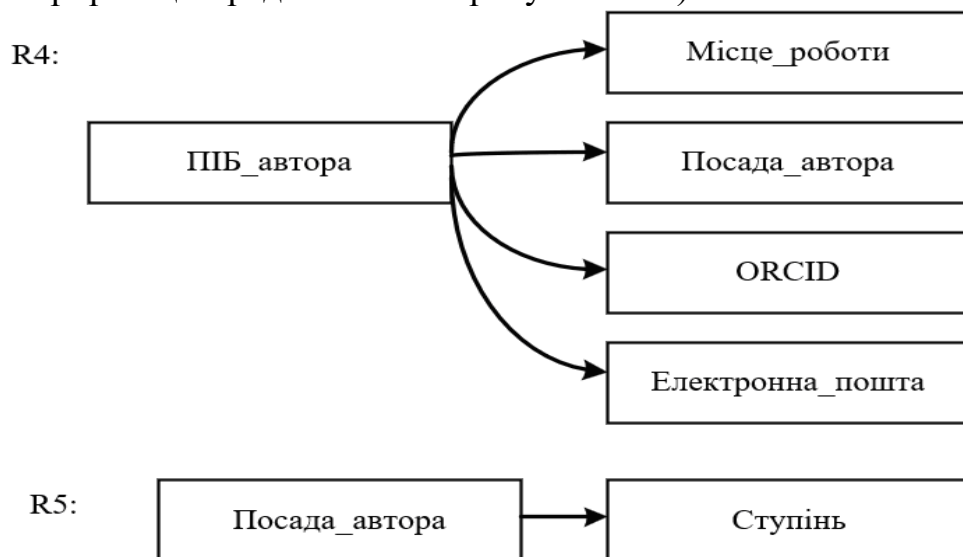 R4:
Місце_роботи
ПІБ_автора
Посада_автора
ORCID
Електронна_пошта
R5:
Посада_автора
Ступінь